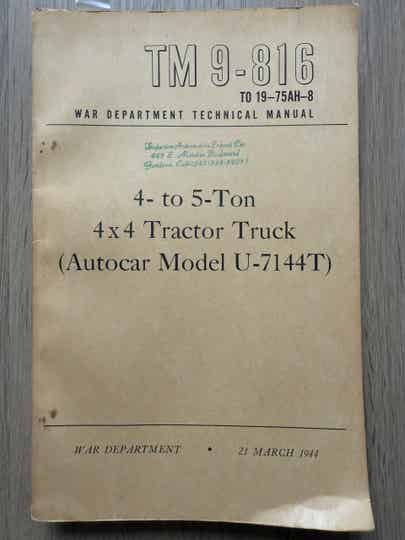 TM 9-816
TO 19-75AH-8
WAR DEPARTMENT TECHNICAL MANUAL
4- to 5-Ton
4x4 Tractor Truck
(Autocar Model U-7144T)
WAR DEPARTMENT • 21 MARCH 1944